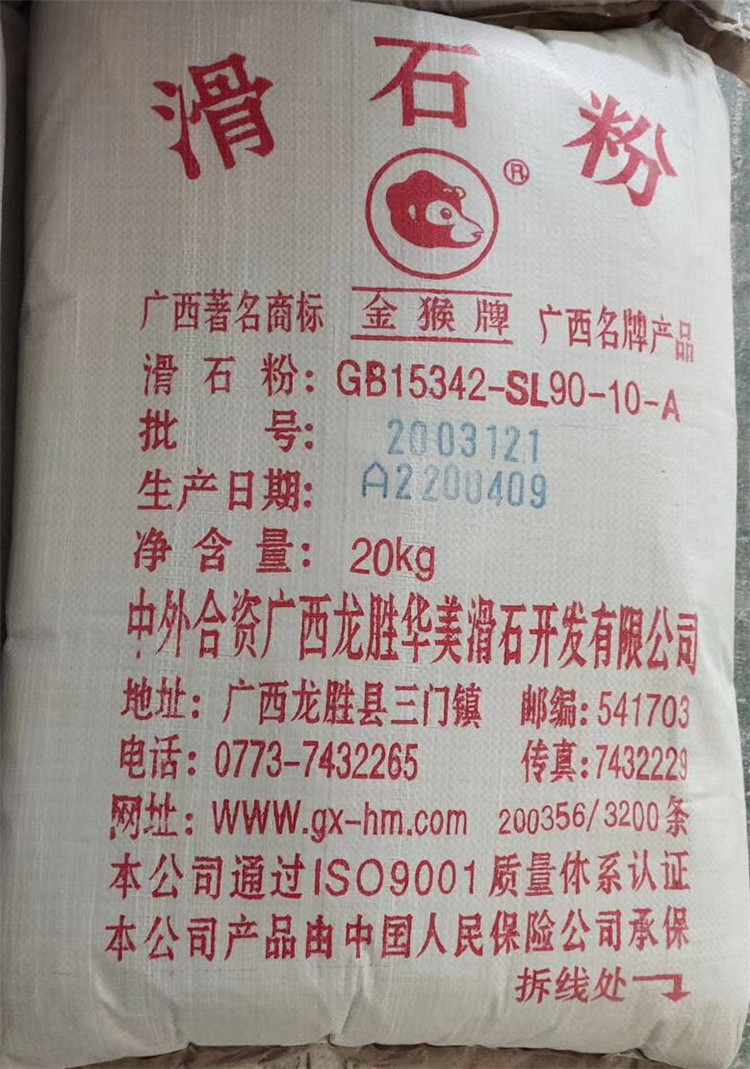 滑石粉
®
广西著名商标 金猴牌 广西名牌产品
滑石粉：GB15342-SL90-10-A
批号：2003121
生产日期：A2200409
净含量：20kg
中外合资广西龙胜华美滑石开发有限公司
地址：广西龙胜县三门镇 邮编：541703
电话：0773-7432265 传真：7432229
网址：WWW.gx-hm.com 200356/3200条
本公司通过ISO9001质量体系认证
本公司产品由中国人民保险公司承保
拆线处